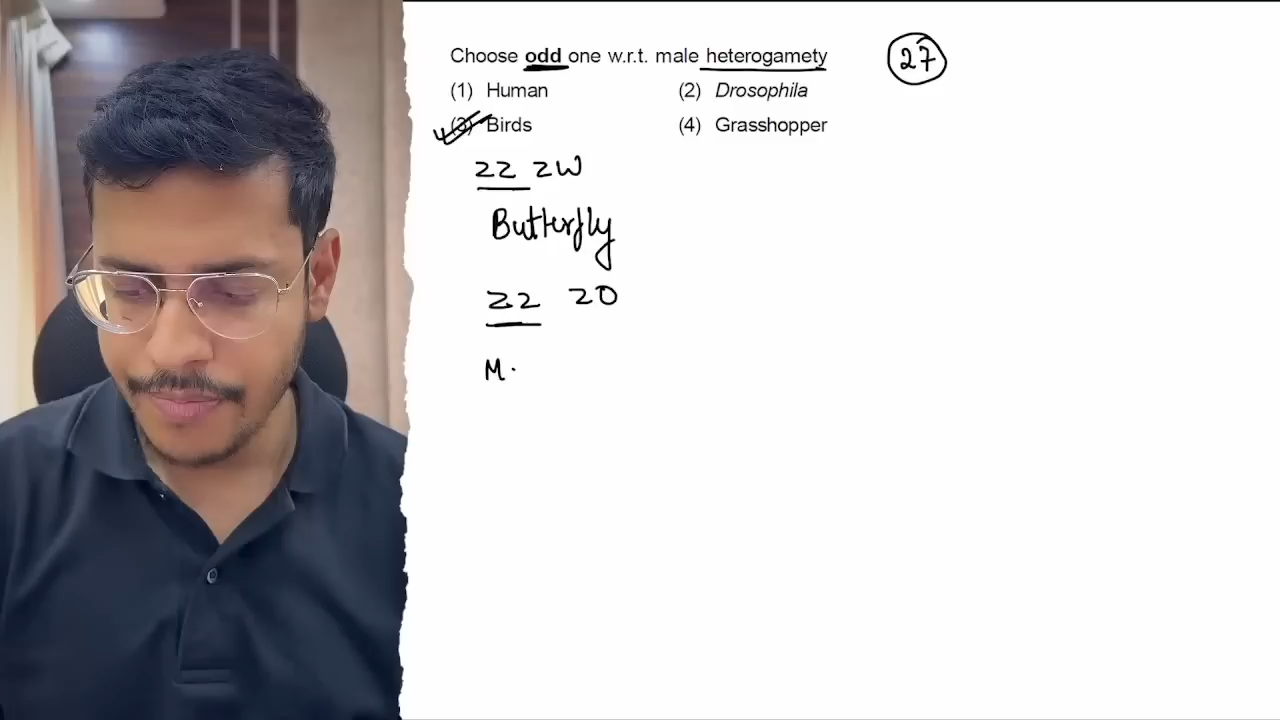 Choose odd one w.r.t. male heterogamety 27
(1) Human (2) Drosophila
(3) Birds (4) Grasshopper
ZZ ZW
Butterfly
ZZ ZO
M.